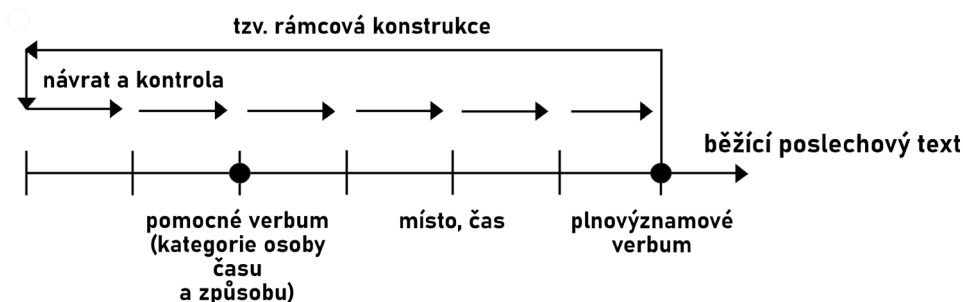 tzv. rámcová konstrukce
návrat a kontrola
běžící poslechový text
pomocné verbum
(kategorie osoby
času
a způsobu)
místo, čas
plnovýznamové
verbum